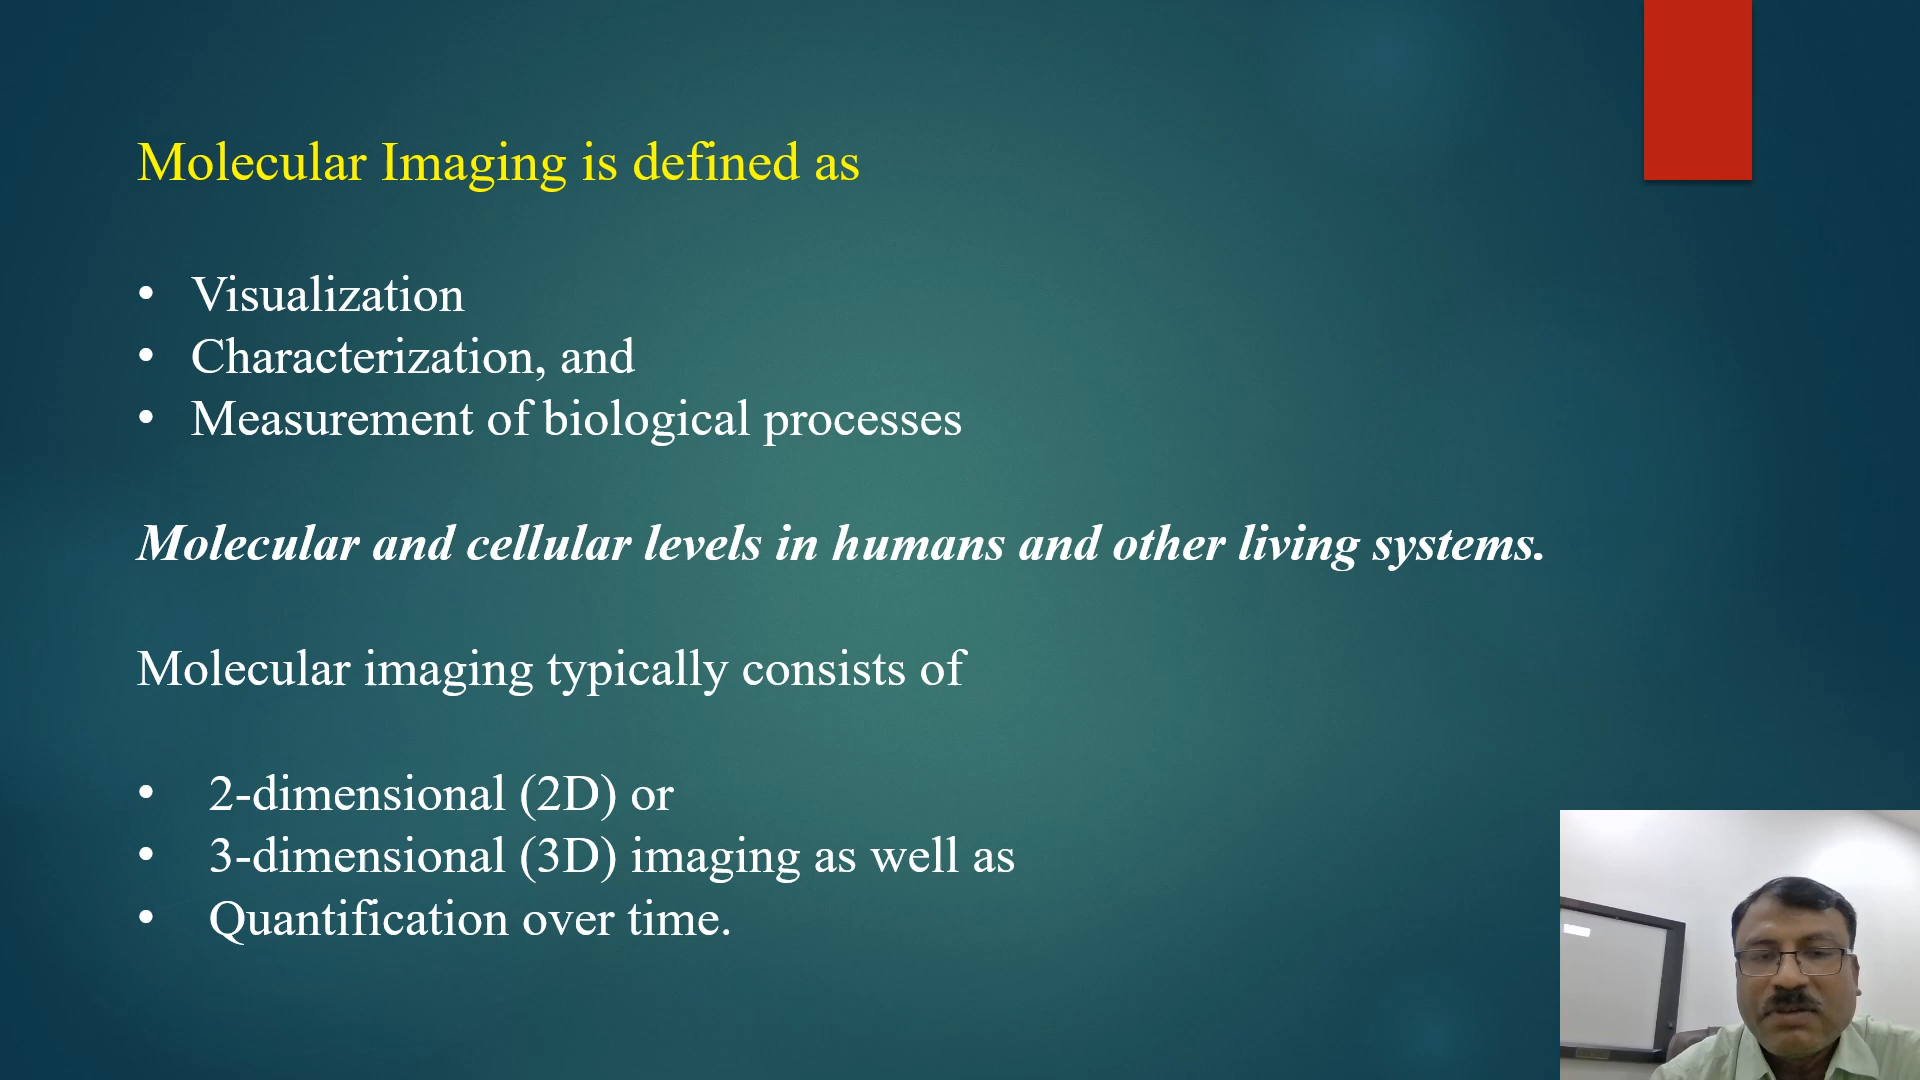 Molecular Imaging is defined as
• Visualization
• Characterization, and
• Measurement of biological processes
Molecular and cellular levels in humans and other living systems.
Molecular imaging typically consists of
• 2-dimensional (2D) or
• 3-dimensional (3D) imaging as well as
• Quantification over time.